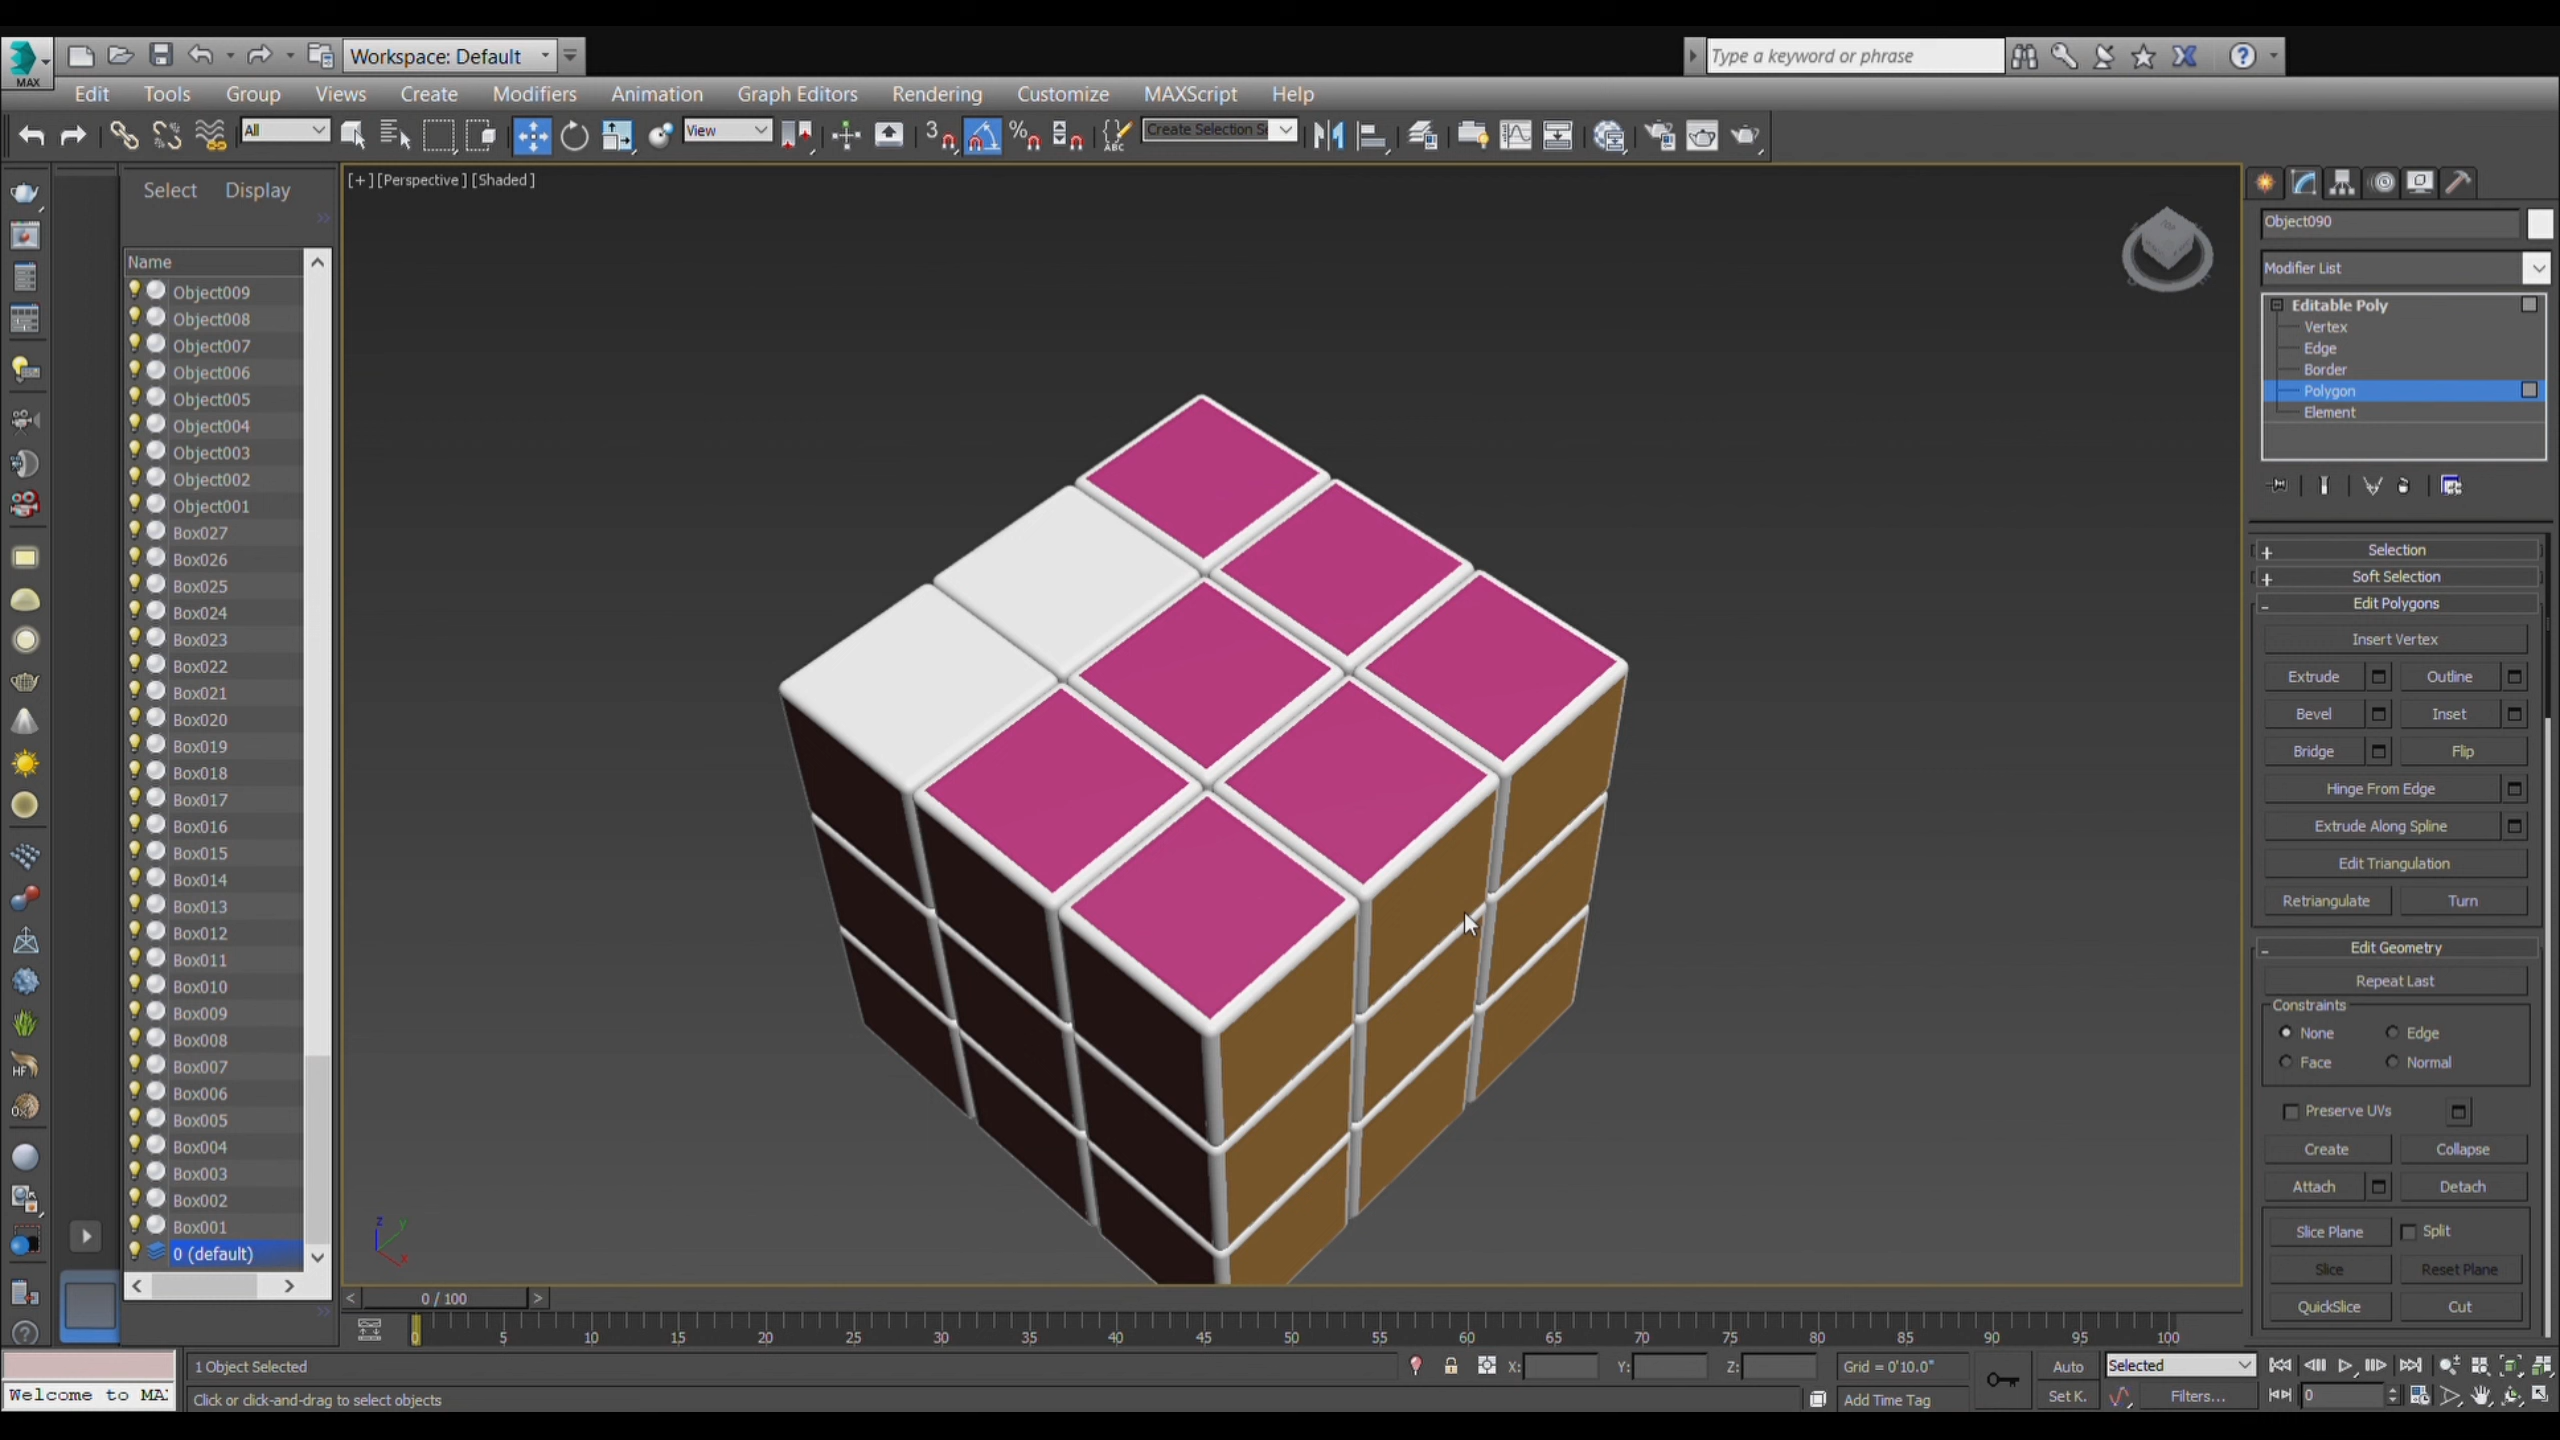 MAX
Workspace: Default
Type a keyword or phrase
Edit Tools Group Views Create Modifiers Animation Graph Editors Rendering Customize MAXScript Help
All
View
3
%
ABC
Create Selection Se
Select Display
[+] [Perspective] [Shaded]
Name
Object009
Object008
Object007
Object006
Object005
Object004
Object003
Object002
Object001
Box027
Box026
Box025
Box024
Box023
Box022
Box021
Box020
Box019
Box018
Box017
Box016
Box015
Box014
Box013
Box012
Box011
Box010
Box009
Box008
Box007
Box006
Box005
Box004
Box003
Box002
Box001
0 (default)
HF
z
y
x
Object090
Modifier List
Editable Poly
Vertex
Edge
Border
Polygon
Element
+ Selection
+ Soft Selection
- Edit Polygons
Insert Vertex
Extrude Outline
Bevel Inset
Bridge Flip
Hinge From Edge
Extrude Along Spline
Edit Triangulation
Retriangulate Turn
- Edit Geometry
Repeat Last
Constraints
None Edge
Face Normal
Preserve UVs
Create Collapse
Attach Detach
Slice Plane Split
Slice Reset Plane
QuickSlice Cut
< 0 / 100 >
0 5 10 15 20 25 30 35 40 45 50 55 60 65 70 75 80 85 90 95 100
1 Object Selected
X: Y: Z: Grid = 0'10.0"
Auto Selected
Welcome to MA
Click or click-and-drag to select objects
Add Time Tag
Set K. Filters...
0